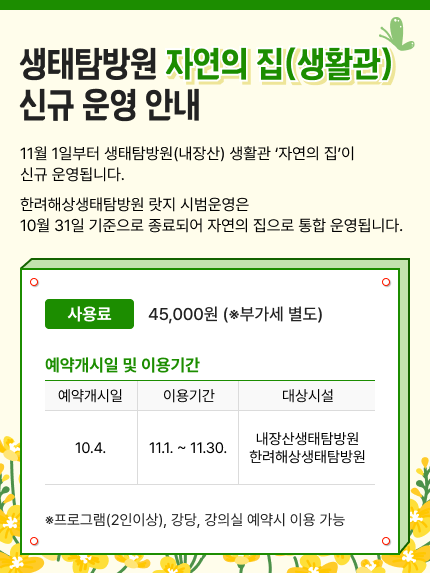 생태탐방원 자연의 집(생활관)
신규 운영 안내
11월 1일부터 생태탐방원(내장산) 생활관 ‘자연의 집’이
신규 운영됩니다.
한려해상생태탐방원 랏지 시범운영은
10월 31일 기준으로 종료되어 자연의 집으로 통합 운영됩니다.
사용료 45,000원 (※부가세 별도)
예약개시일 및 이용기간
예약개시일 이용기간 대상시설
10.4. 11.1. ~ 11.30. 내장산생태탐방원
한려해상생태탐방원
※프로그램(2인이상), 강당, 강의실 예약시 이용 가능